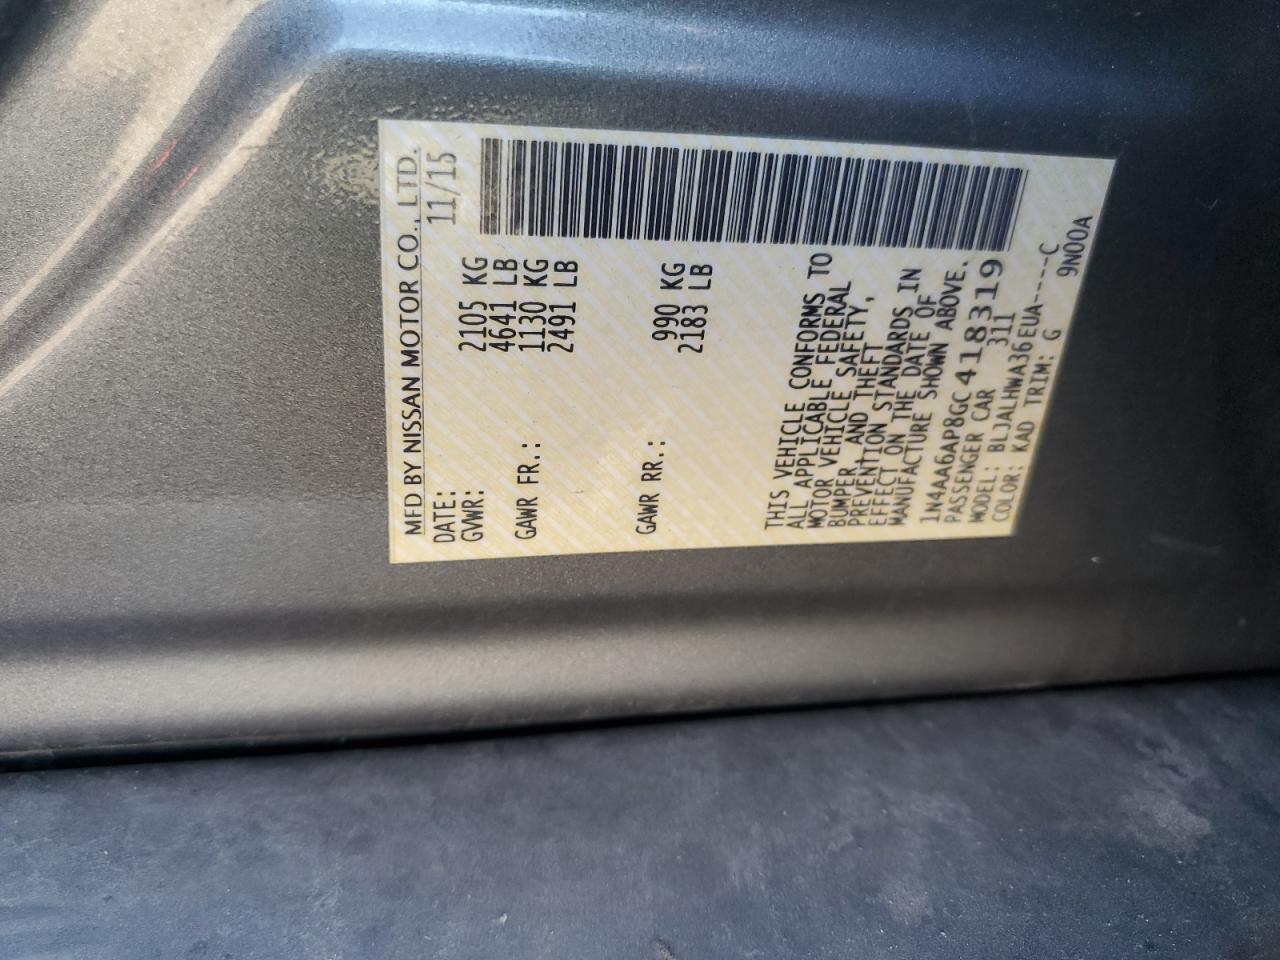 MFD BY NISSAN MOTOR CO., LTD.
DATE: 11/15
GVWR: 2105 KG
4641 LB
GAWR FR.: 1130 KG
2491 LB
GAWR RR.: 990 KG
2183 LB
THIS VEHICLE CONFORMS TO
ALL APPLICABLE FEDERAL
MOTOR VEHICLE SAFETY,
BUMPER, AND THEFT
PREVENTION STANDARDS IN
EFFECT ON THE DATE OF
MANUFACTURE SHOWN ABOVE.
1N4AA6AP8GC418319
PASSENGER CAR 311
MODEL: BLJALHWA36EUA-----C
COLOR: KAD TRIM: G 9N00A